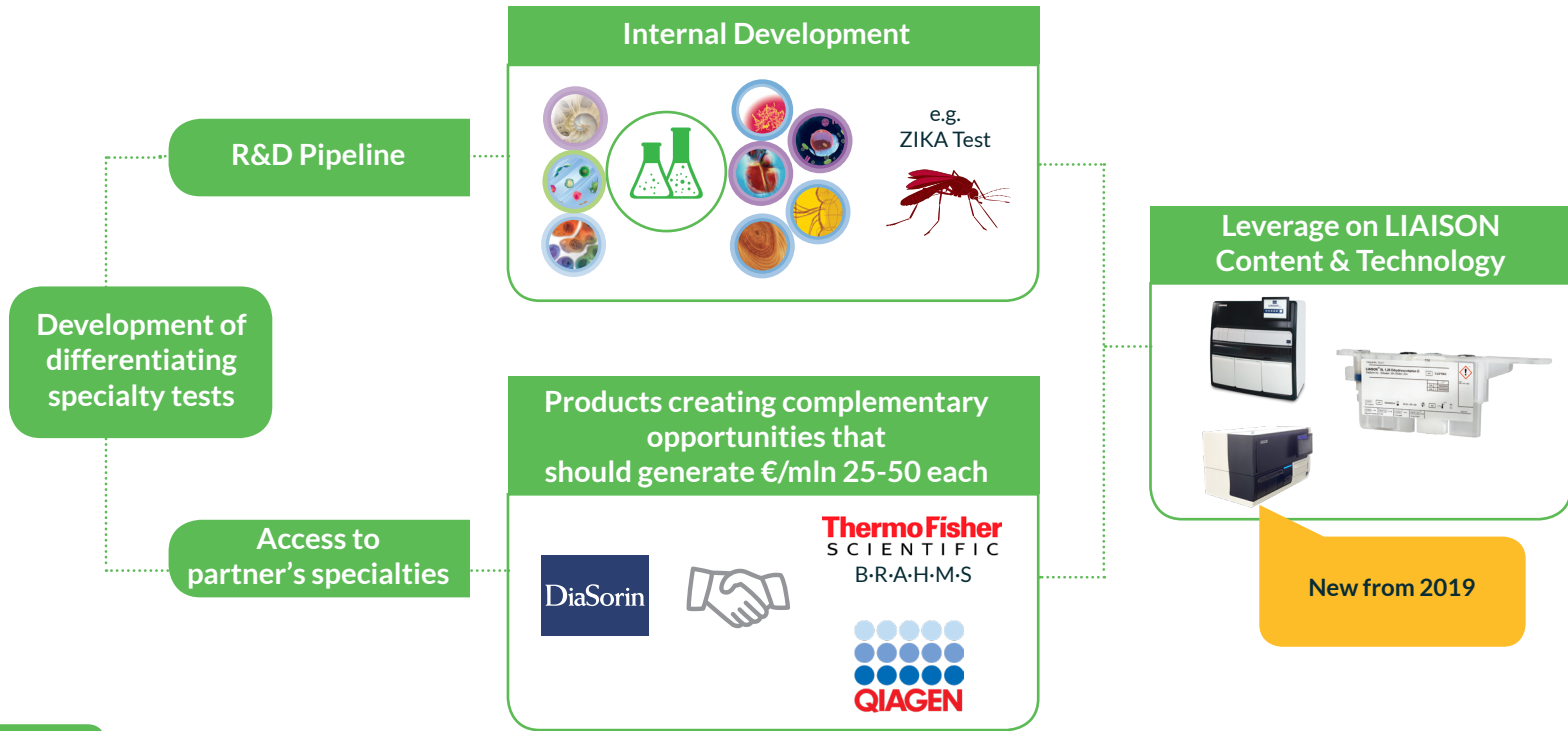 Internal Development
e.g.
ZIKA Test
R&D Pipeline
Leverage on LIAISON
Content & Technology
Development of
differentiating
specialty tests
Products creating complementary
opportunities that
should generate €/mln 25-50 each
Access to
partner's specialties
DiaSorin
ThermoFisher
SCIENTIFIC
B·R·A·H·M·S
QIAGEN
New from 2019